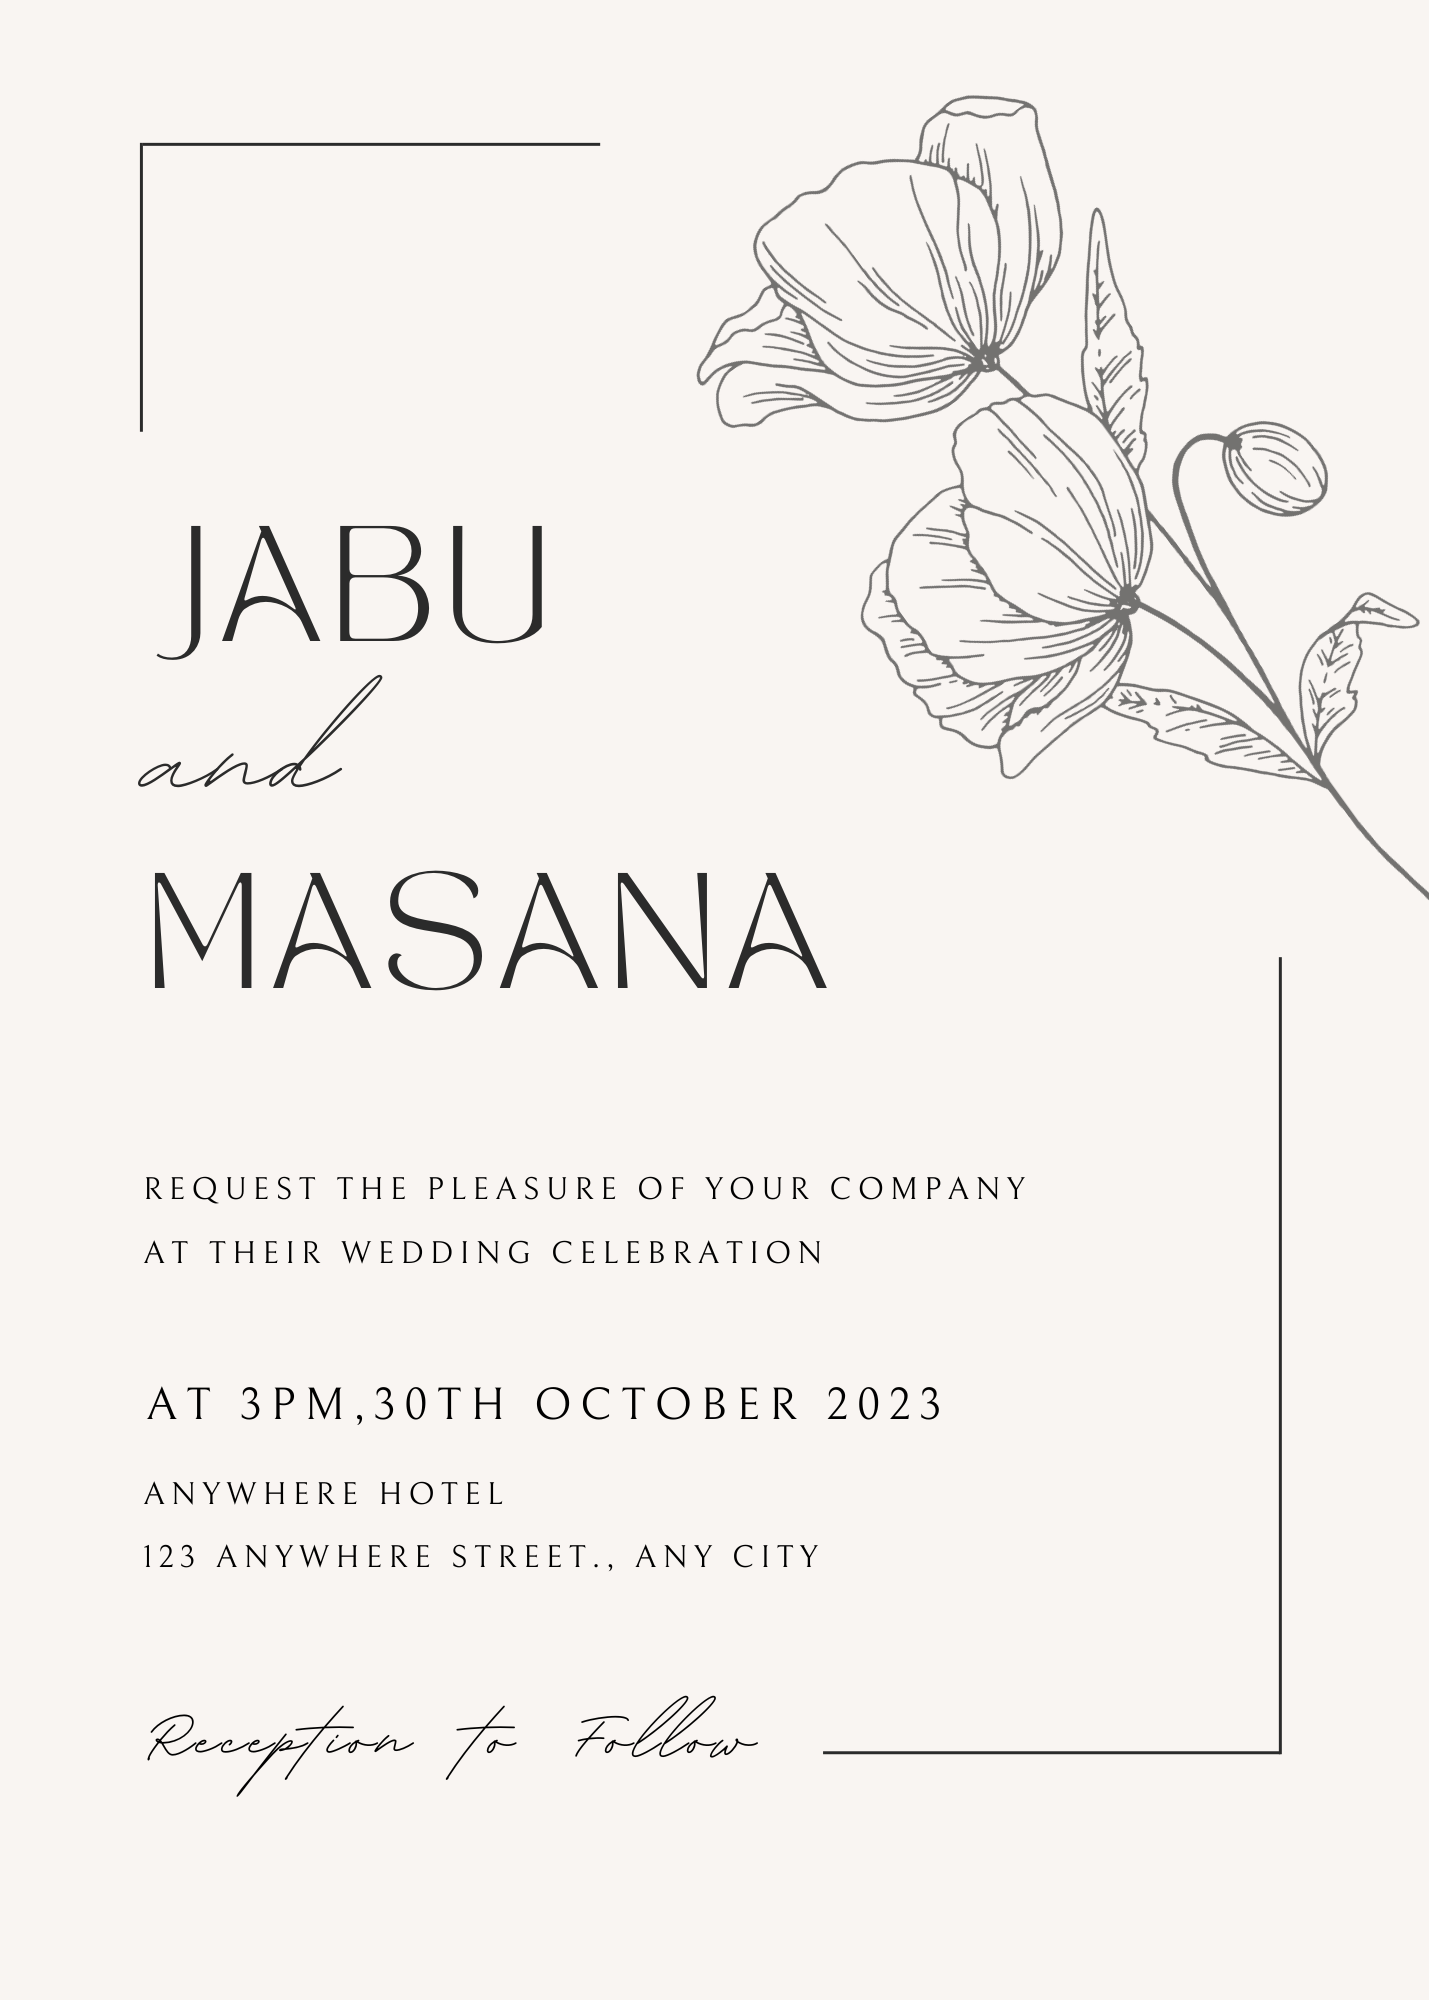 JABU
and
MASANA
REQUEST THE PLEASURE OF YOUR COMPANY
AT THEIR WEDDING CELEBRATION
AT 3PM,30TH OCTOBER 2023
ANYWHERE HOTEL
123 ANYWHERE STREET., ANY CITY
Reception to Follow